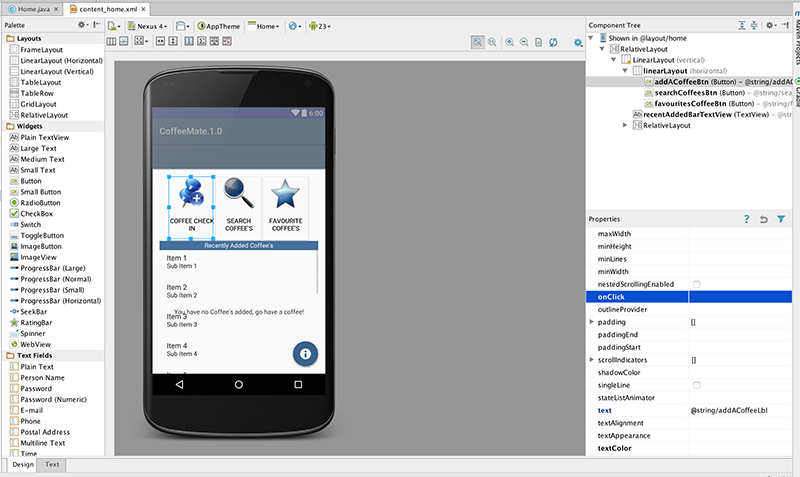 Home.java
content_home.xml
Palette
Nexus 4
AppTheme
Home
23
Layouts
FrameLayout
LinearLayout (Horizontal)
LinearLayout (Vertical)
TableLayout
TableRow
GridLayout
RelativeLayout
Widgets
Plain TextView
Large Text
Medium Text
Small Text
Button
Small Button
RadioButton
CheckBox
Switch
ToggleButton
ImageButton
ImageView
ProgressBar (Large)
ProgressBar (Normal)
ProgressBar (Small)
ProgressBar (Horizontal)
SeekBar
RatingBar
Spinner
WebView
Text Fields
Plain Text
Person Name
Password
Password (Numeric)
E-mail
Phone
Postal Address
Multiline Text
Time
Design
Text
6:00
CoffeeMate.1.0
COFFEE CHECK
IN
SEARCH
COFFEE'S
FAVOURITE
COFFEE'S
Recently Added Coffee's
Item 1
Sub Item 1
Item 2
Sub Item 2
You have no Coffee's added, go have a coffee!
Item 3
Sub Item 3
Item 4
Sub Item 4
Component Tree
Shown in @layout/home
RelativeLayout
LinearLayout (vertical)
linearLayout (horizontal)
addACoffeeBtn (Button) – @string/addAC
searchCoffeesBtn (Button) – @string/se
favouritesCoffeeBtn (Button) – @string/
recentAddedBarTextView (TextView) – @st
RelativeLayout
Properties
maxWidth
minHeight
minLines
minWidth
nestedScrollingEnabled
onClick
outlineProvider
padding []
paddingEnd
paddingStart
scrollIndicators []
shadowColor
singleLine
stateListAnimator
text @string/addACoffeeLbl
textAlignment
textAppearance
textColor
Maven Projects